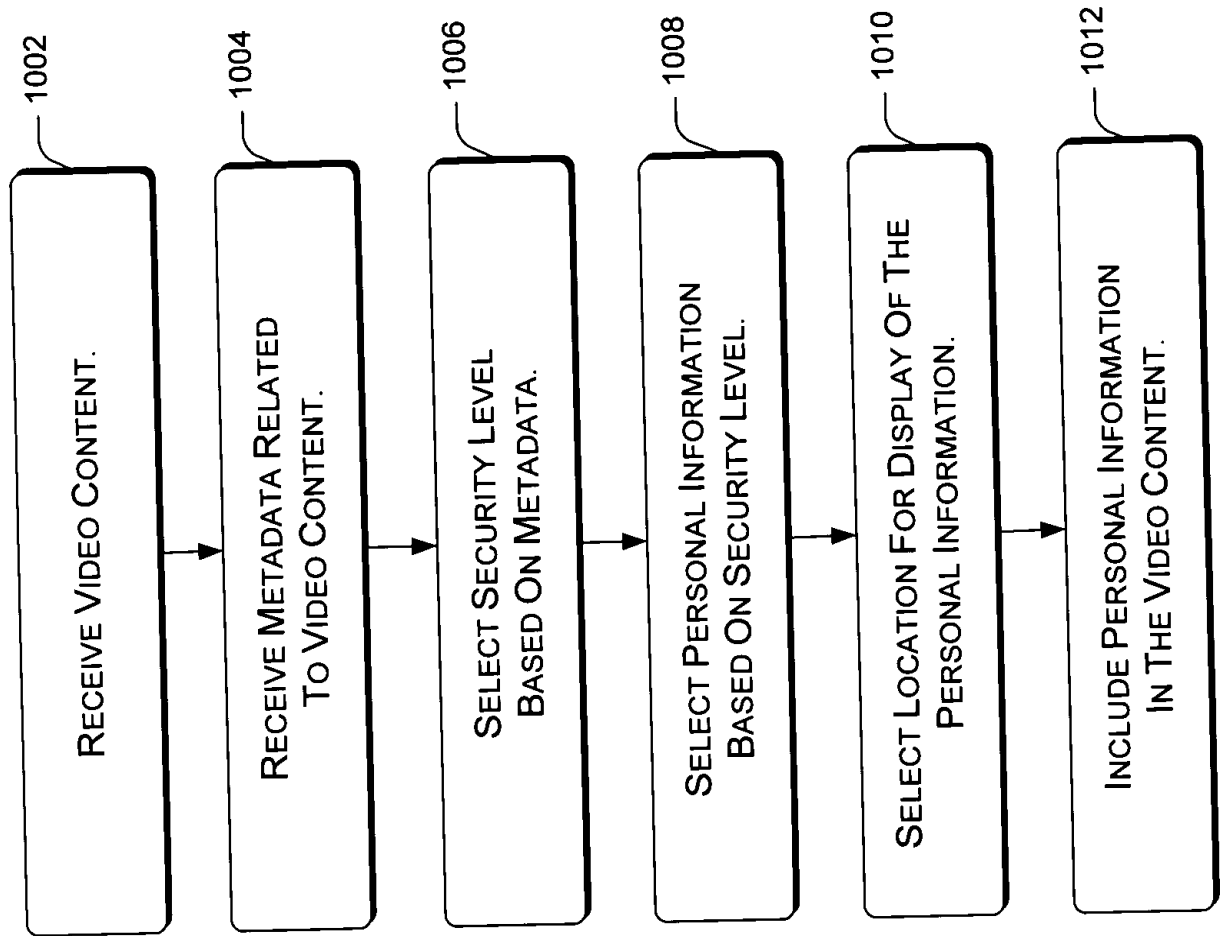 1002
RECEIVE VIDEO CONTENT.
1004
RECEIVE METADATA RELATED
TO VIDEO CONTENT.
1006
SELECT SECURITY LEVEL
BASED ON METADATA.
1008
SELECT PERSONAL INFORMATION
BASED ON SECURITY LEVEL.
1010
SELECT LOCATION FOR DISPLAY OF THE
PERSONAL INFORMATION.
1012
INCLUDE PERSONAL INFORMATION
IN THE VIDEO CONTENT.